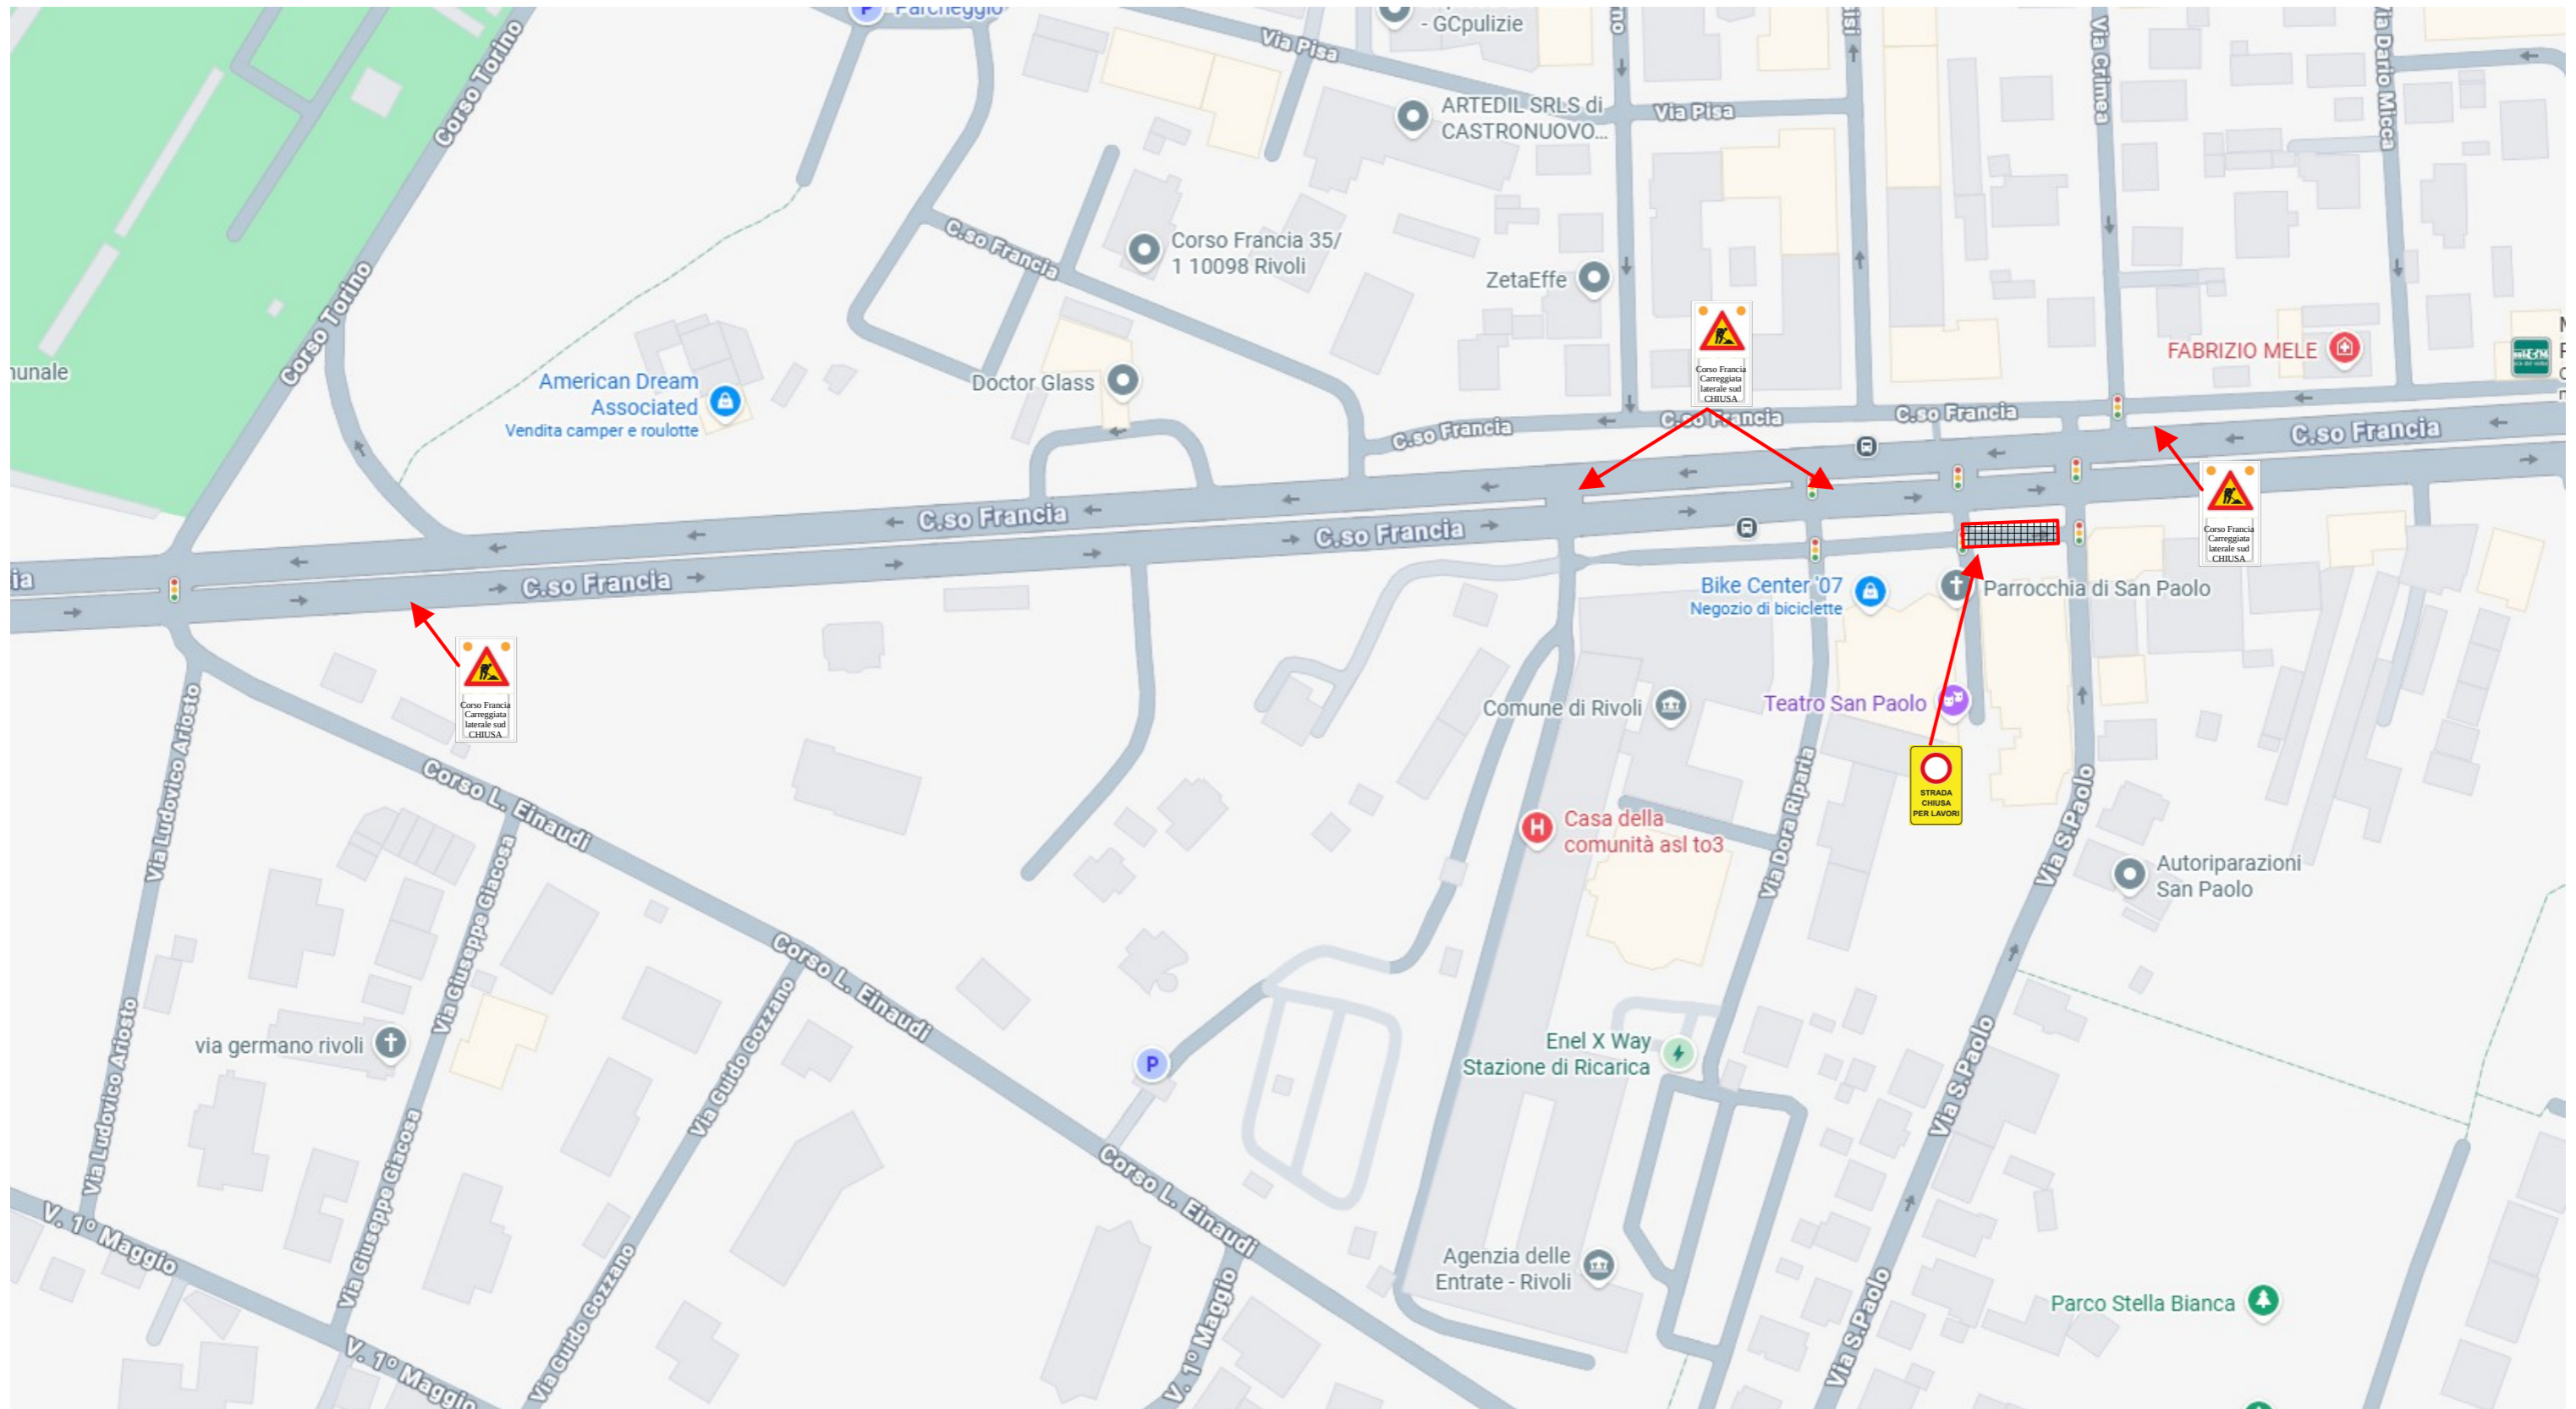 Parcheggio
- GCpulizie
Corso Torino
Via Pisa
no
isi
Via Crimea
Via Dario Micca
ARTEDIL SRLS di
CASTRONUOVO...
Via Pisa
C.so Francia
Corso Francia 35/
1 10098 Rivoli
ZetaEffe
Corso Torino
unale
American Dream
Associated
Vendita camper e roulotte
Doctor Glass
Corso Francia
Carreggiata
laterale sud
CHIUSA
FABRIZIO MELE
C.so Francia
C.so Francia
C.so Francia
C.so Francia
C.so Francia
C.so Francia
C.so Francia
ia
Corso Francia
Carreggiata
laterale sud
CHIUSA
Bike Center '07
Negozio di biciclette
Parrocchia di San Paolo
Corso Francia
Carreggiata
laterale sud
CHIUSA
Comune di Rivoli
Teatro San Paolo
Via Ludovico Ariosto
Corso L. Einaudi
STRADA
CHIUSA
PER LAVORI
Casa della
comunità asl to3
Via Dora Riparia
Via S.Paolo
Autoriparazioni
San Paolo
Via Giuseppe Giacosa
Corso L. Einaudi
via germano rivoli
Via Ludovico Ariosto
Via Guido Gozzano
Enel X Way
Stazione di Ricarica
P
Via S.Paolo
Via Giuseppe Giacosa
Corso L. Einaudi
V. 1º Maggio
Via Guido Gozzano
Agenzia delle
Entrate - Rivoli
V. 1º Maggio
Via S.Paolo
Parco Stella Bianca
V. 1º Maggio